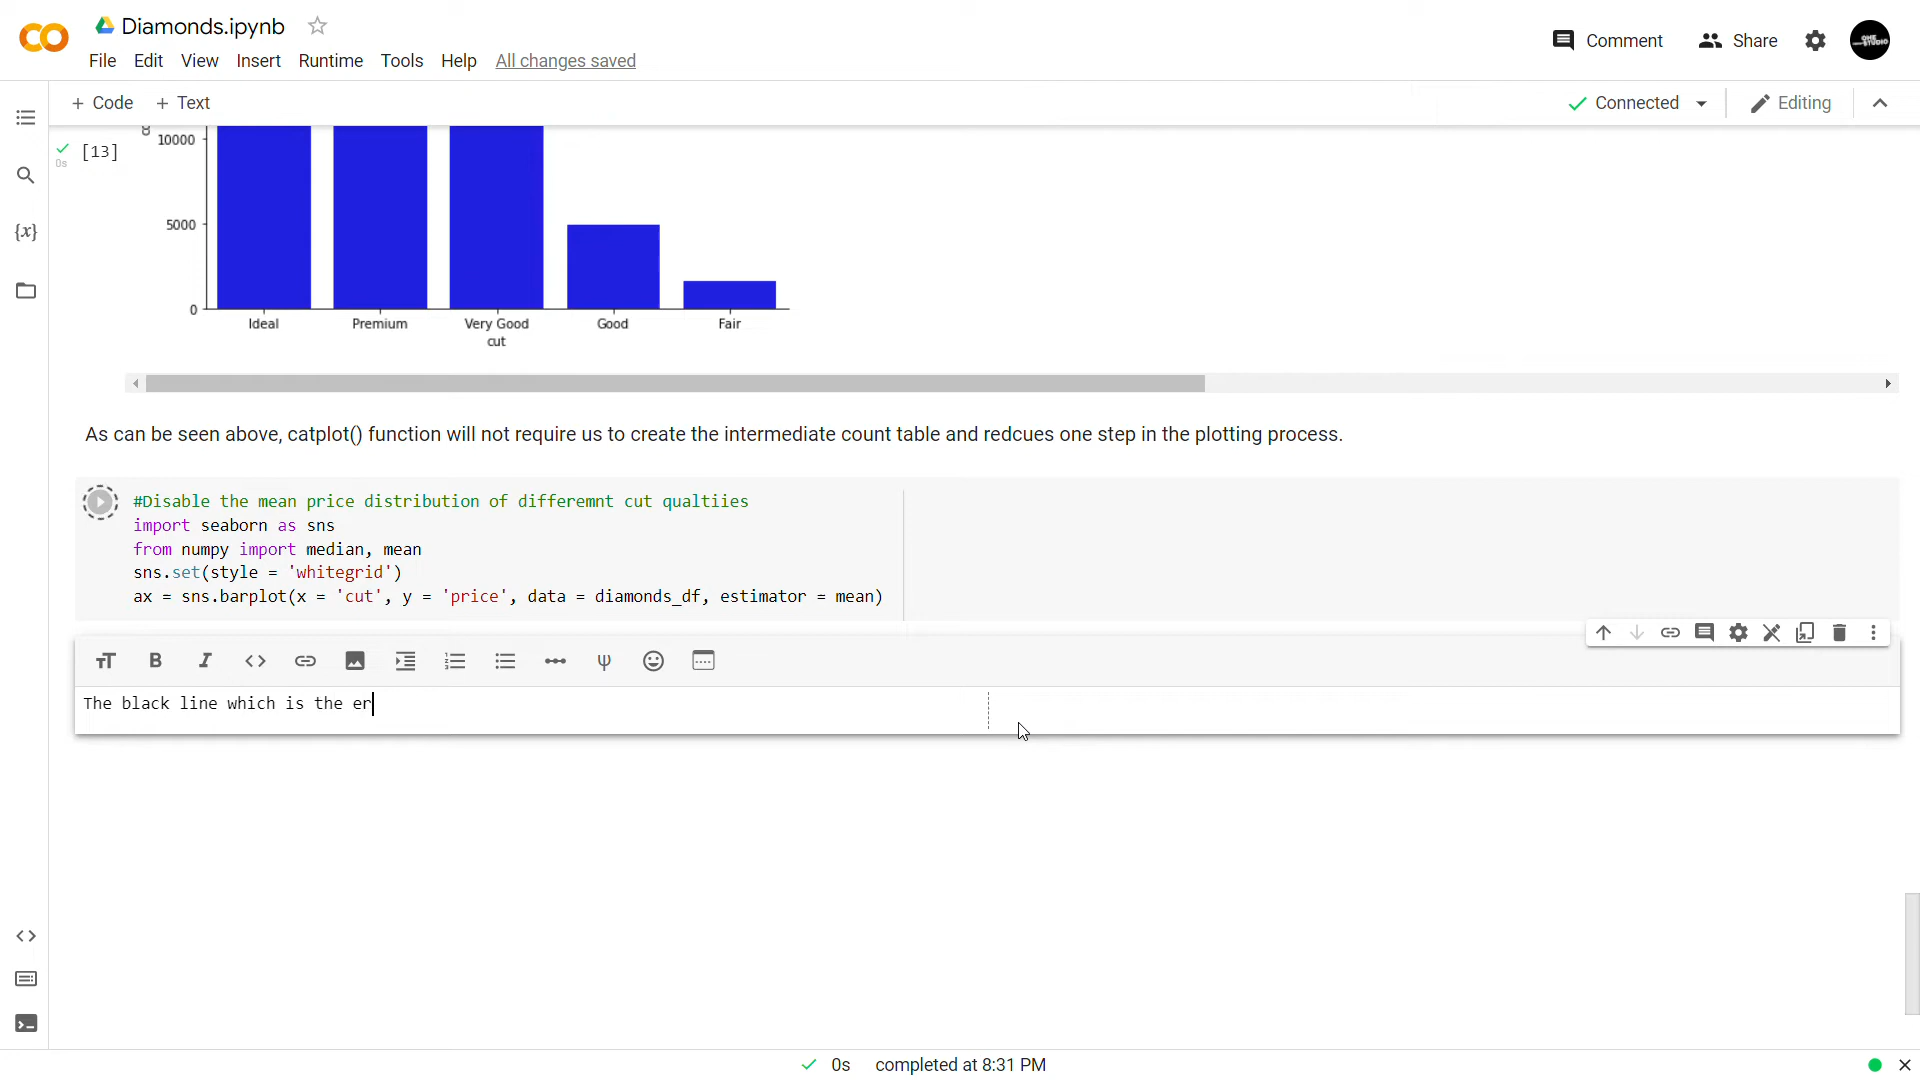 Diamonds.ipynb
File Edit View Insert Runtime Tools Help All changes saved
Comment Share
+ Code + Text
Connected Editing
[13]
0s
10000
5000
0
Ideal Premium Very Good Good Fair
cut
As can be seen above, catplot() function will not require us to create the intermediate count table and redcues one step in the plotting process.
#Disable the mean price distribution of differemnt cut qualtiies
import seaborn as sns
from numpy import median, mean
sns.set(style = 'whitegrid')
ax = sns.barplot(x = 'cut', y = 'price', data = diamonds_df, estimator = mean)
The black line which is the er
0s completed at 8:31 PM